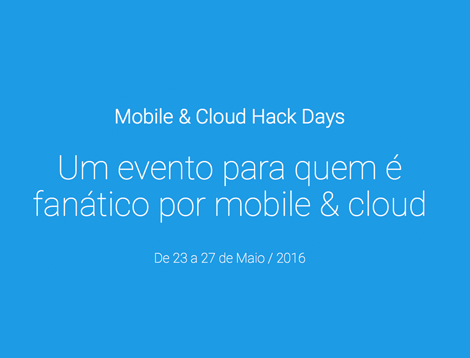 Mobile & Cloud Hack Days
Um evento para quem é
fanático por mobile & cloud
De 23 a 27 de Maio / 2016